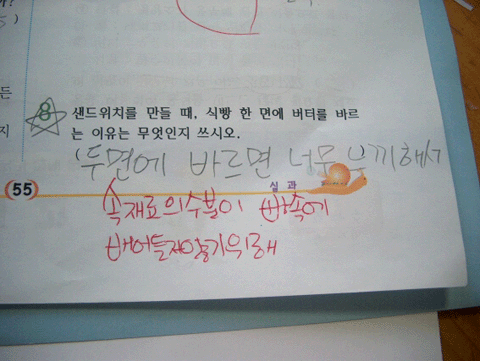 5)
든
지
8 샌드위치를 만들 때, 식빵 한 면에 버터를 바르
는 이유는 무엇인지 쓰시오.
(두면에 바르면 너무 느끼해서
55
실과
속재료의수분이 빵속에
배어들지않기위해